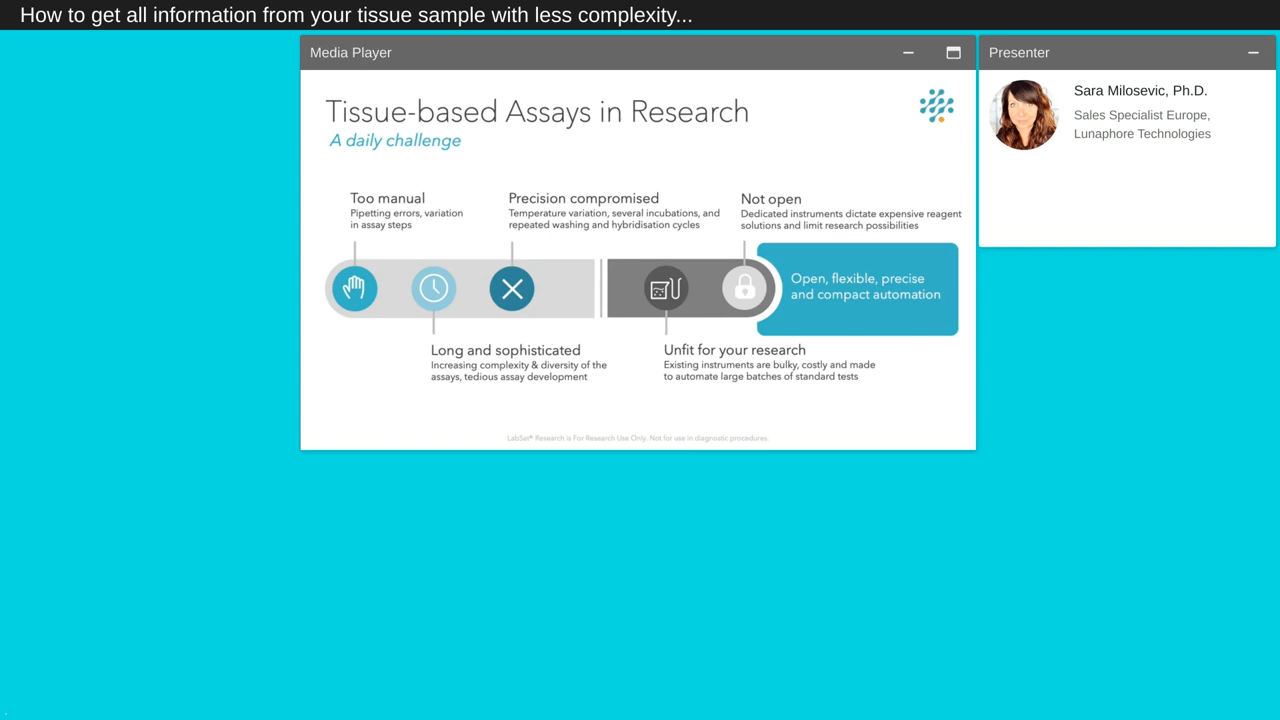 How to get all information from your tissue sample with less complexity...
Media Player
Presenter
Sara Milosevic, Ph.D.
Sales Specialist Europe,
Lunaphore Technologies
Tissue-based Assays in Research
A daily challenge
Too manual
Pipetting errors, variation
in assay steps
Precision compromised
Temperature variation, several incubations, and
repeated washing and hybridisation cycles
Not open
Dedicated instruments dictate expensive reagent
solutions and limit research possibilities
Open, flexible, precise
and compact automation
Long and sophisticated
Increasing complexity & diversity of the
assays, tedious assay development
Unfit for your research
Existing instruments are bulky, costly and made
to automate large batches of standard tests
LabSat® Research is For Research Use Only. Not for use in diagnostic procedures.